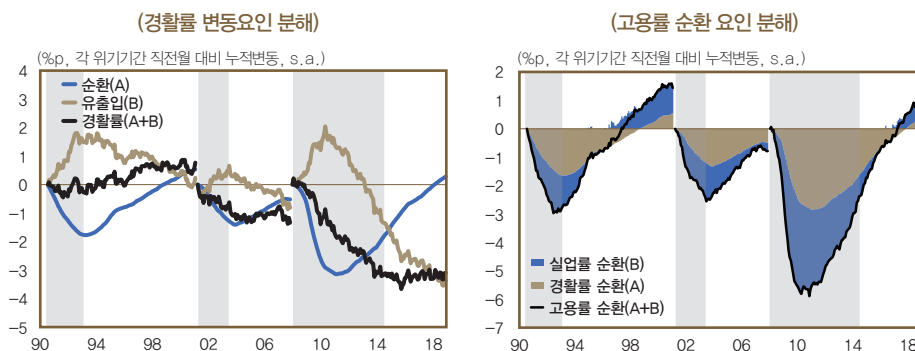 (경활률 변동요인 분해)
(%p, 각 위기기간 직전월 대비 누적변동, s.a.)
4
3
2
1
0
-1
-2
-3
-4
-5
순환(A)
유출입(B)
경활률(A+B)
90 94 98 02 06 10 14 18
(고용률 순환 요인 분해)
(%p, 각 위기기간 직전월 대비 누적변동, s.a.)
2
1
0
-1
-2
-3
-4
-5
-6
-7
실업률 순환(B)
경활률 순환(A)
고용률 순환(A+B)
90 94 98 02 06 10 14 18